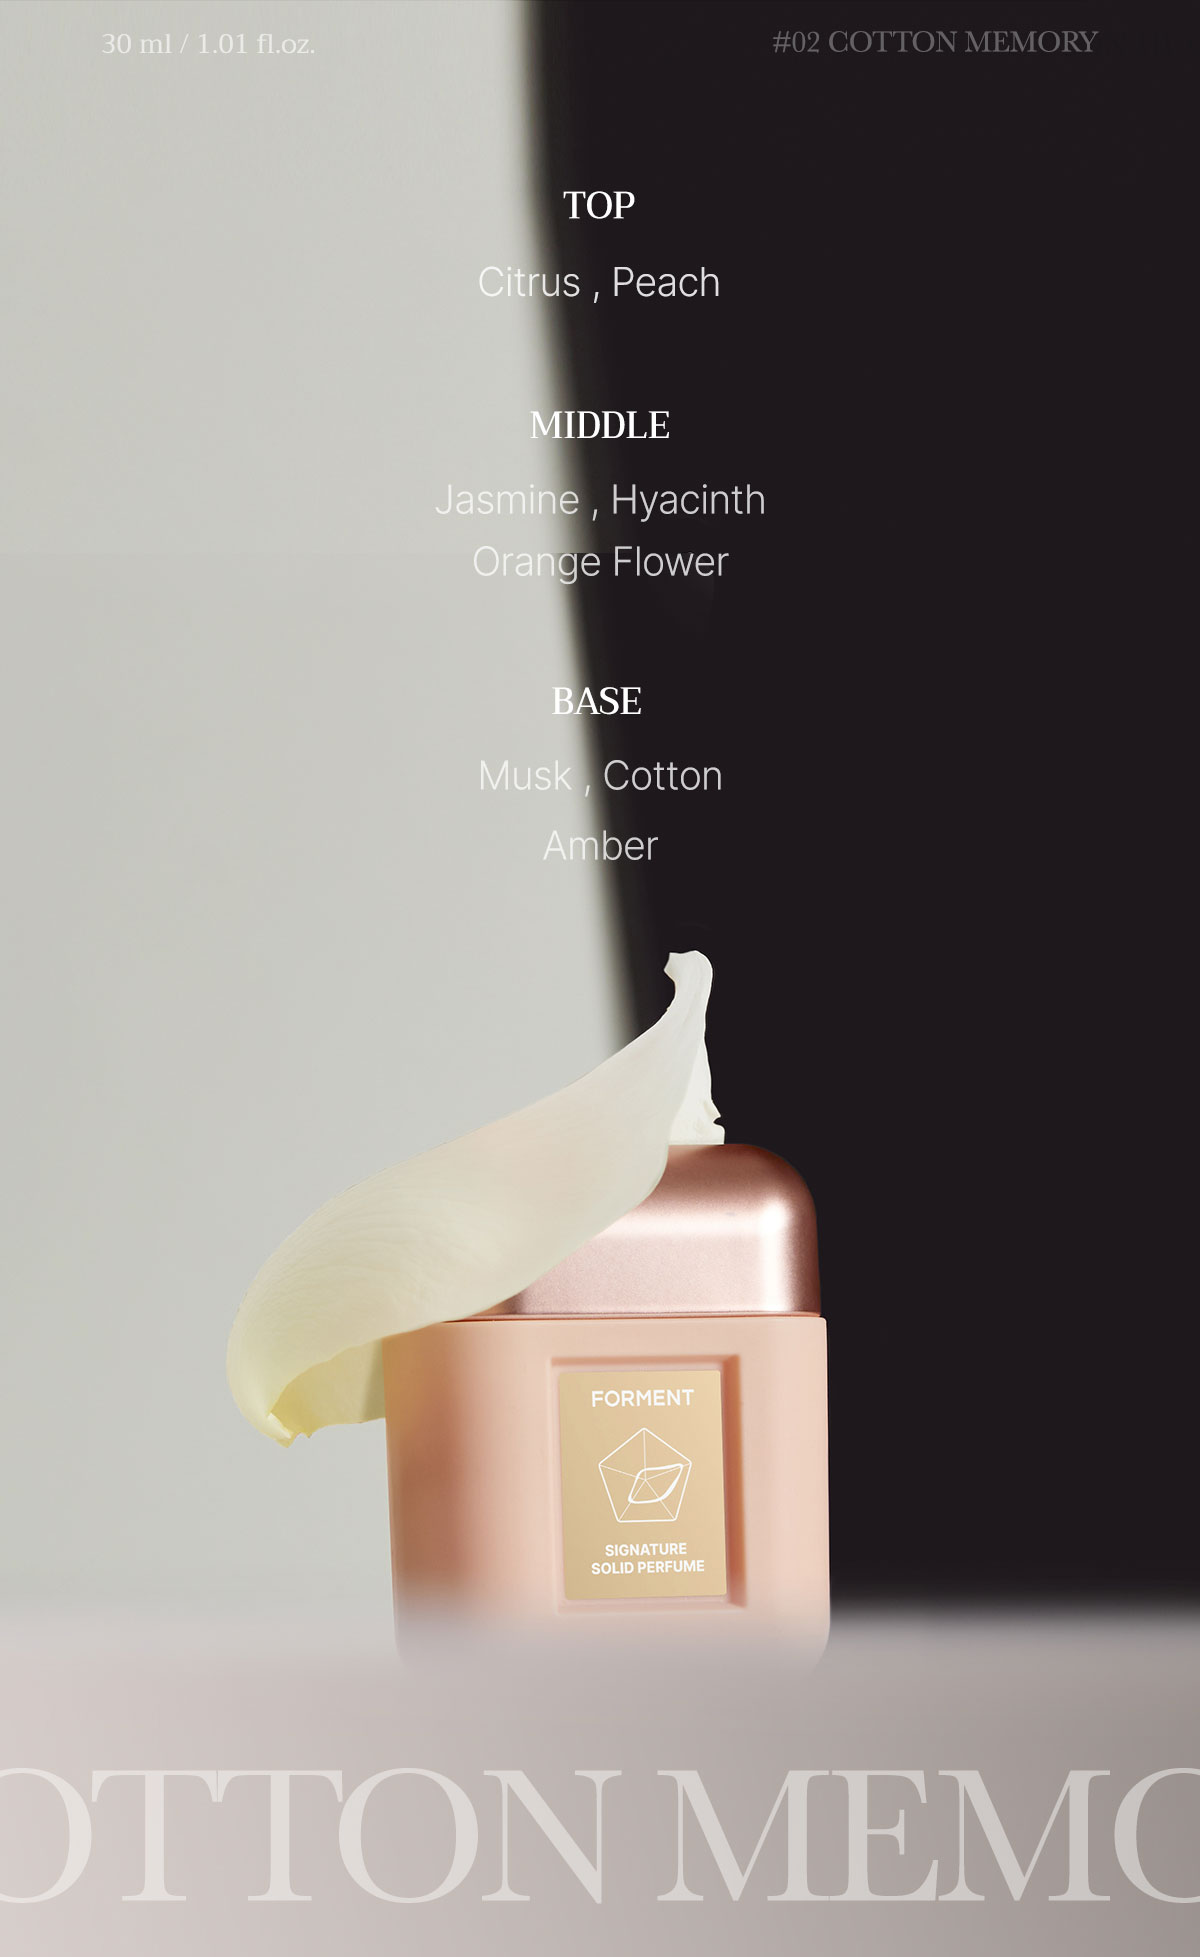 30 ml / 1.01 fl.oz.
#02 COTTON MEMORY
TOP
Citrus , Peach
MIDDLE
Jasmine , Hyacinth
Orange Flower
BASE
Musk , Cotton
Amber
FORMENT
SIGNATURE
SOLID PERFUME
OTTON MEMO